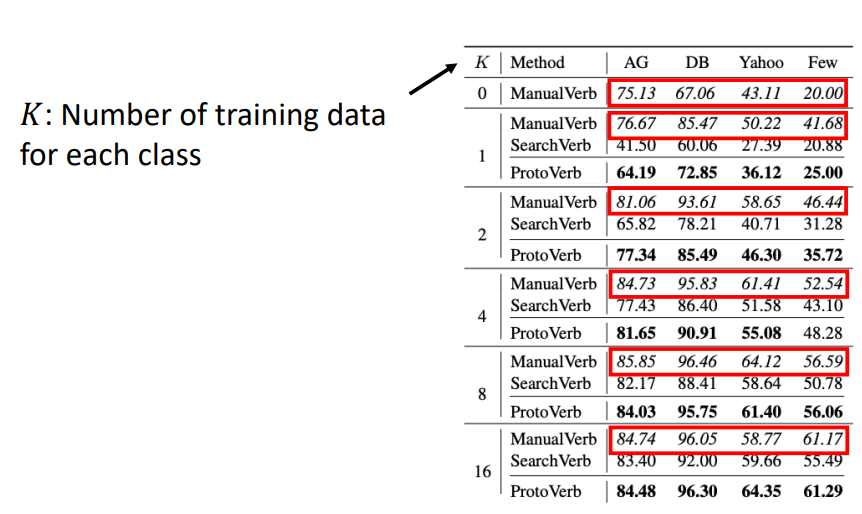 K Method AG DB Yahoo Few
0 ManualVerb 75.13 67.06 43.11 20.00
K: Number of training data
for each class
ManualVerb 76.67 85.47 50.22 41.68
1 SearchVerb 41.50 60.06 27.39 20.88
ProtoVerb 64.19 72.85 36.12 25.00
ManualVerb 81.06 93.61 58.65 46.44
2 SearchVerb 65.82 78.21 40.71 31.28
ProtoVerb 77.34 85.49 46.30 35.72
ManualVerb 84.73 95.83 61.41 52.54
4 SearchVerb 77.43 86.40 51.58 43.10
ProtoVerb 81.65 90.91 55.08 48.28
ManualVerb 85.85 96.46 64.12 56.59
8 SearchVerb 82.17 88.41 58.64 50.78
ProtoVerb 84.03 95.75 61.40 56.06
ManualVerb 84.74 96.05 58.77 61.17
16 SearchVerb 83.40 92.00 59.66 55.49
ProtoVerb 84.48 96.30 64.35 61.29